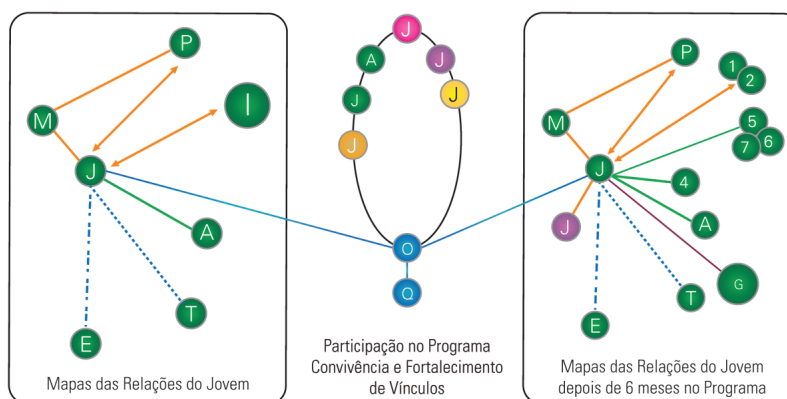 P
I
M
J
A
T
E
Mapas das Relações do Jovem
J
A
J
J
J
J
O
Q
Participação no Programa
Convivência e Fortalecimento
de Vínculos
P
1
2
M
5
6
7
J
4
J
A
G
T
E
Mapas das Relações do Jovem
depois de 6 meses no Programa